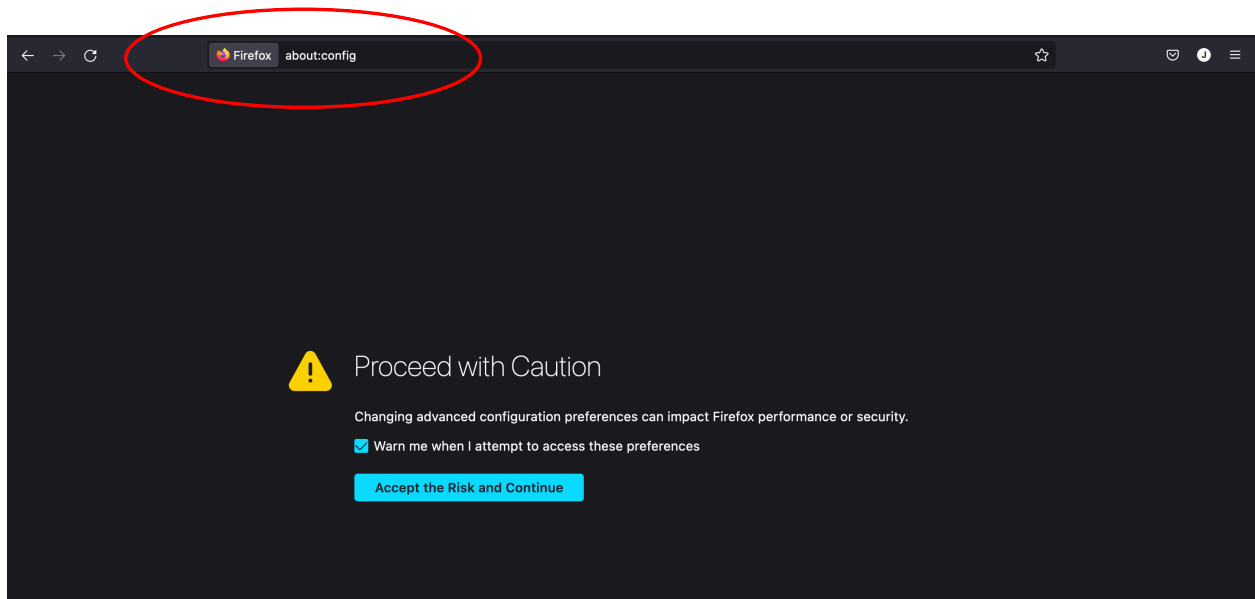 Firefox about:config
J
Proceed with Caution
Changing advanced configuration preferences can impact Firefox performance or security.
Warn me when I attempt to access these preferences
Accept the Risk and Continue